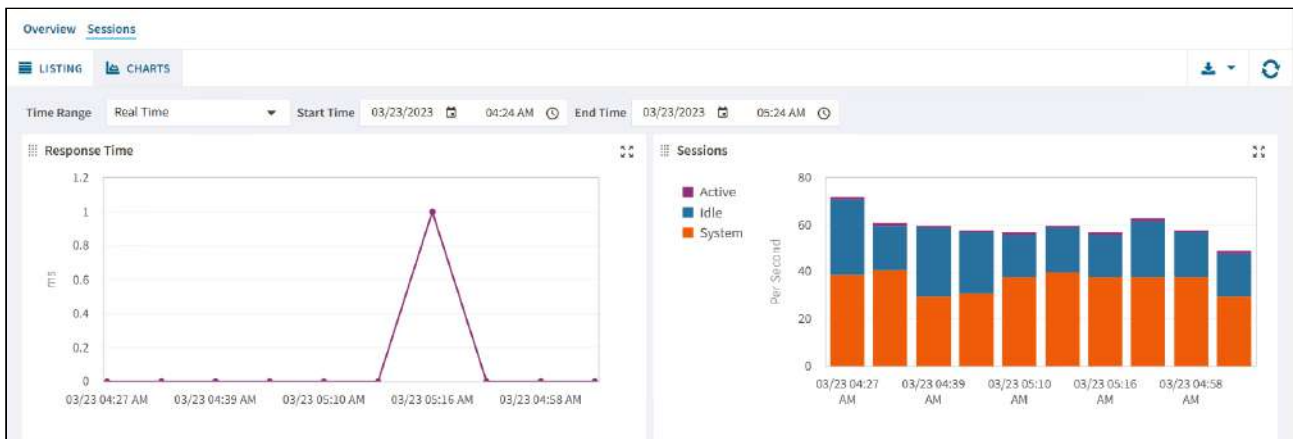 Overview Sessions
LISTING CHARTS
Time Range Real Time Start Time 03/23/2023 04:24 AM End Time 03/23/2023 05:24 AM
Response Time
1.2
1
0.8
0.6
0.4
0.2
0
ms
03/23 04:27 AM 03/23 04:39 AM 03/23 05:10 AM 03/23 05:16 AM 03/23 04:58 AM
Sessions
Active
Idle
System
80
60
40
20
0
Per Second
03/23 04:27 AM
03/23 04:39 AM
03/23 05:10 AM
03/23 05:16 AM
03/23 04:58 AM